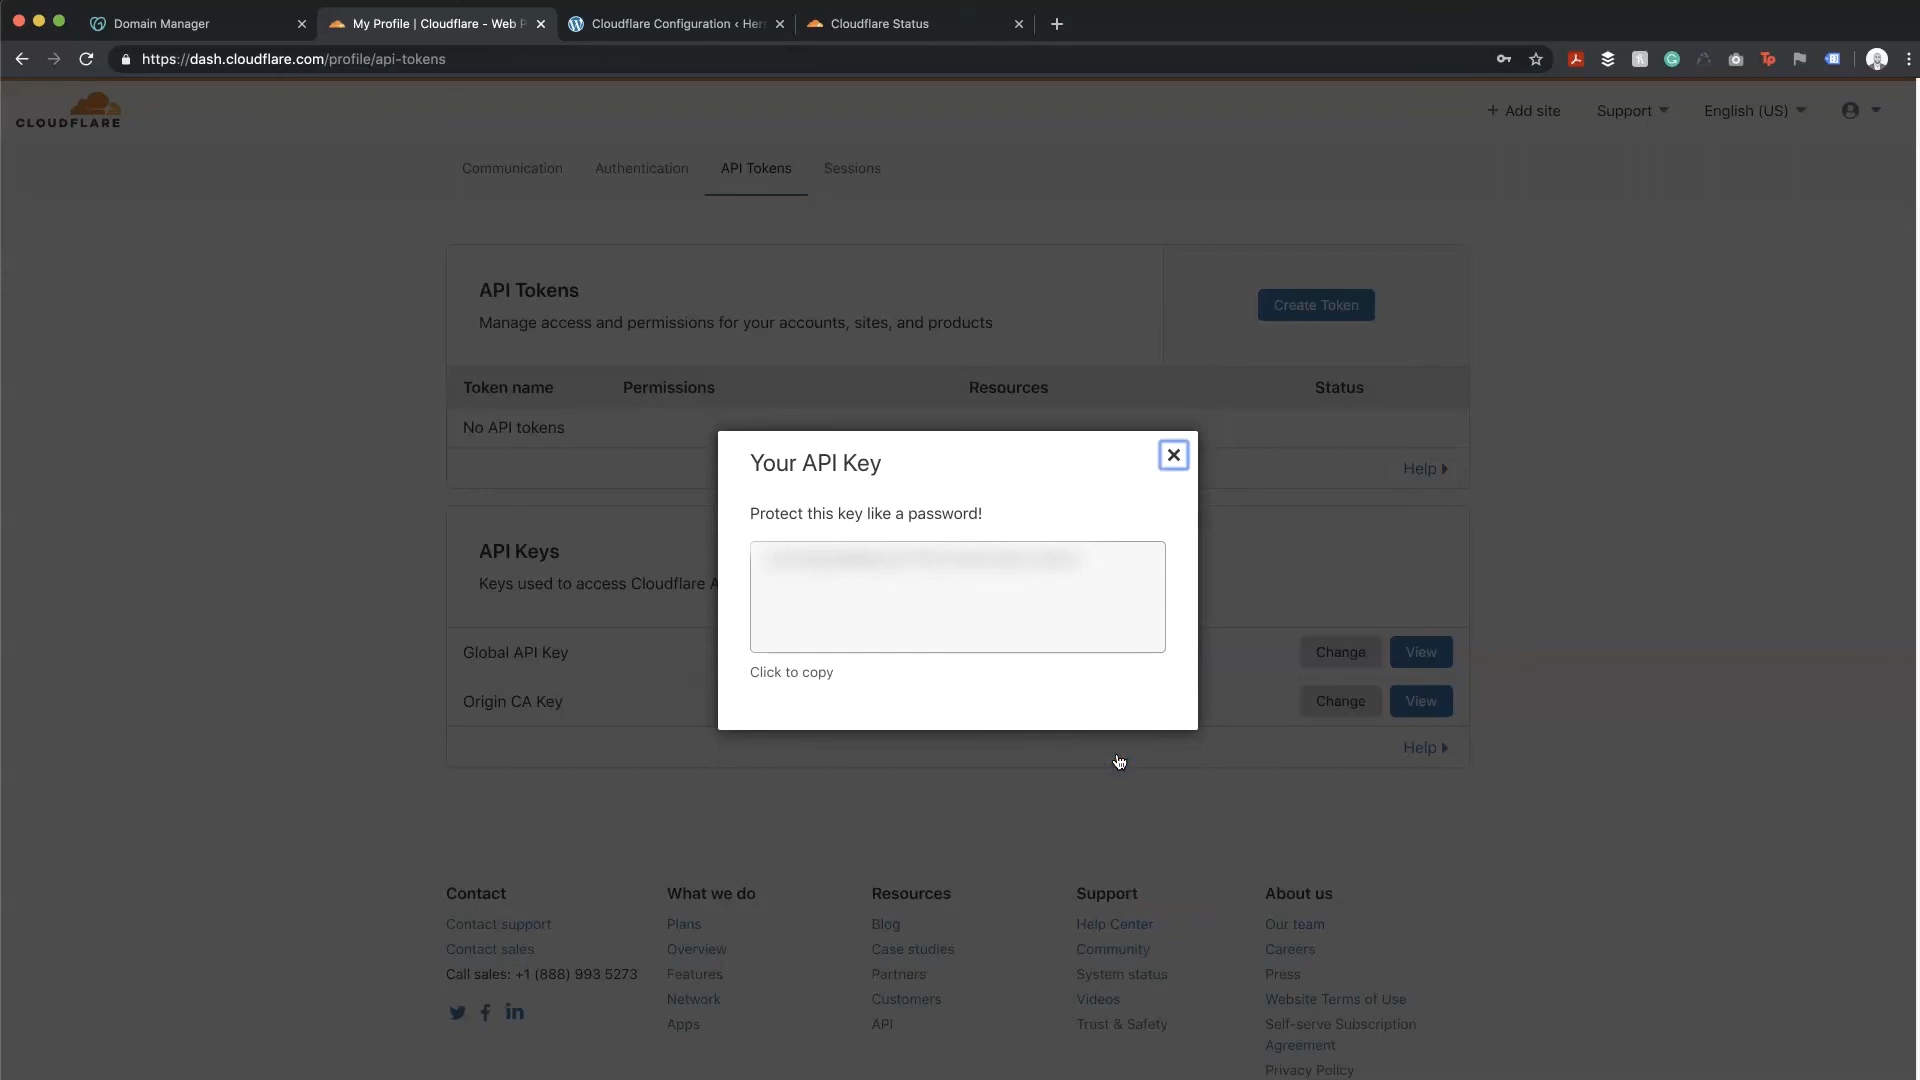 Domain Manager
My Profile | Cloudflare - Web P
Cloudflare Configuration ‹ Her
Cloudflare Status
https://dash.cloudflare.com/profile/api-tokens
CLOUDFLARE
+ Add site
Support
English (US)
Communication
Authentication
API Tokens
Sessions
API Tokens
Manage access and permissions for your accounts, sites, and products
Create Token
Token name
Permissions
Resources
Status
No API tokens
Help
Your API Key
Protect this key like a password!
Click to copy
API Keys
Keys used to access Cloudflare A
Global API Key
Change
View
Origin CA Key
Change
View
Help
Contact
Contact support
Contact sales
Call sales: +1 (888) 993 5273
What we do
Plans
Overview
Features
Network
Apps
Resources
Blog
Case studies
Partners
Customers
API
Support
Help Center
Community
System status
Videos
Trust & Safety
About us
Our team
Careers
Press
Website Terms of Use
Self-serve Subscription
Agreement
Privacy Policy